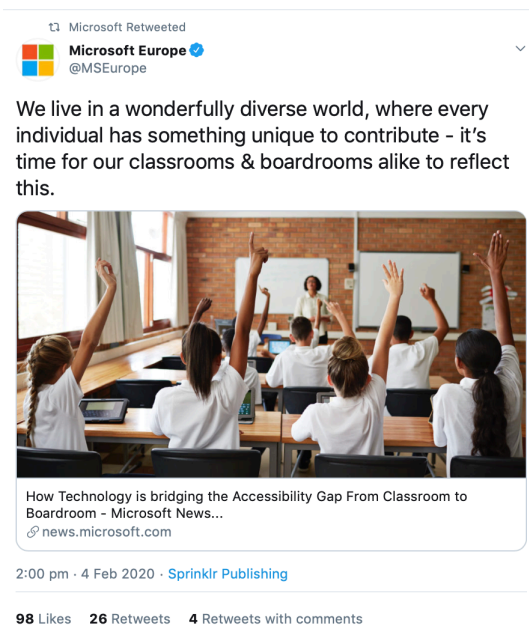 Microsoft Retweeted
Microsoft Europe
@MSEurope
We live in a wonderfully diverse world, where every
individual has something unique to contribute - it's
time for our classrooms & boardrooms alike to reflect
this.
How Technology is bridging the Accessibility Gap From Classroom to
Boardroom - Microsoft News...
news.microsoft.com
2:00 pm · 4 Feb 2020 · Sprinklr Publishing
98 Likes 26 Retweets 4 Retweets with comments